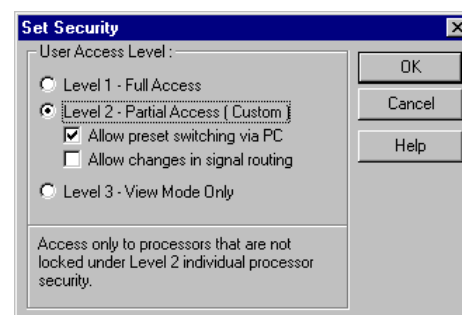 Set Security
User Access Level :
Level 1 - Full Access
Level 2 - Partial Access ( Custom )
Allow preset switching via PC
Allow changes in signal routing
Level 3 - View Mode Only
Access only to processors that are not
locked under Level 2 individual processor
security.
OK
Cancel
Help